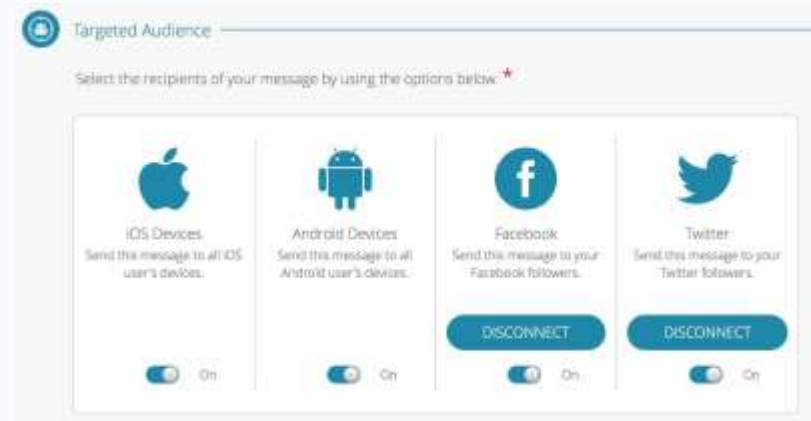 Targeted Audience
Select the recipients of your message by using the options below. *
iOS Devices
Send this message to all iOS
user's devices.
On
Android Devices
Send this message to all
Android user's devices.
On
Facebook
Send this message to your
Facebook followers.
DISCONNECT
On
Twitter
Send this message to your
Twitter followers.
DISCONNECT
On